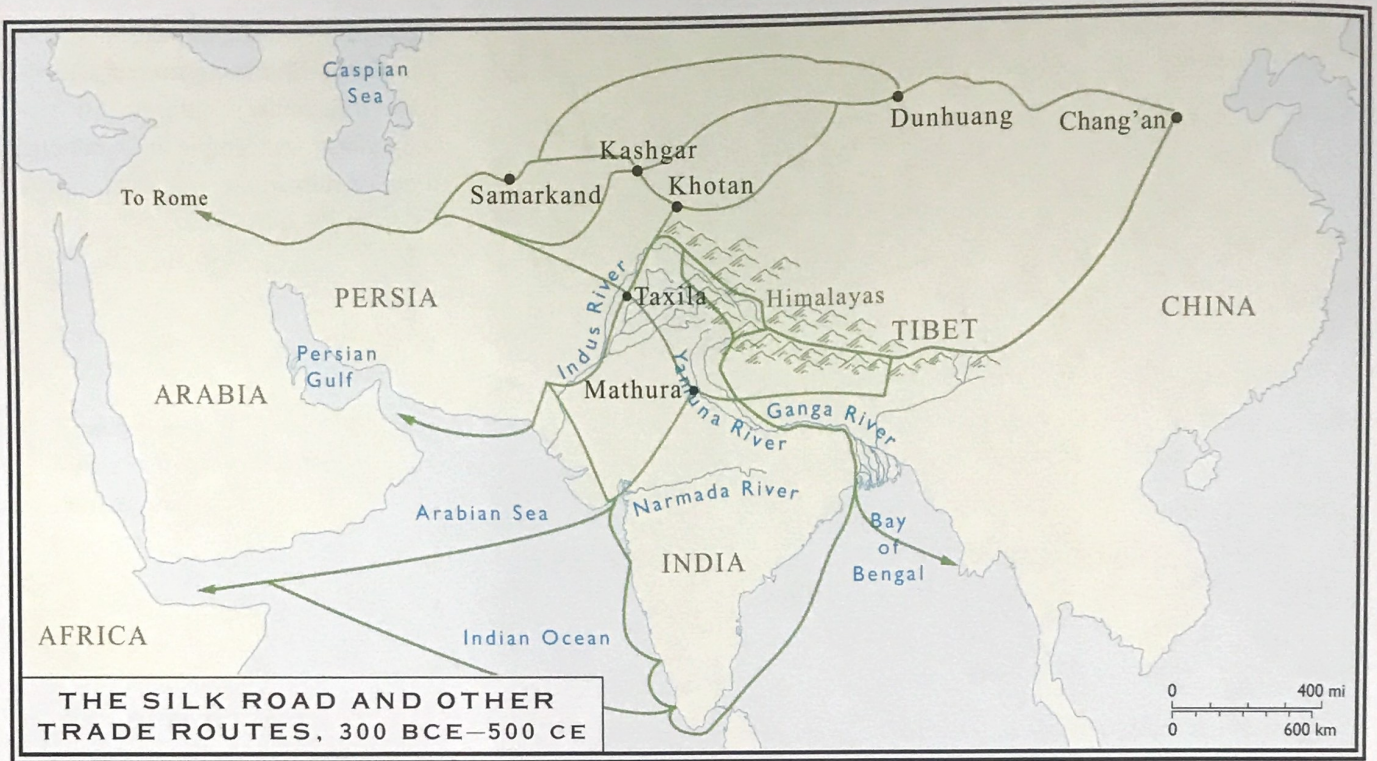 Caspian
Sea
Dunhuang
Chang'an
Kashgar
Samarkand
Khotan
To Rome
PERSIA
Indus River
Taxila
Himalayas
TIBET
CHINA
Persian
Gulf
ARABIA
Mathura
Yamuna River
Ganga River
Narmada River
Arabian Sea
Bay
of
Bengal
INDIA
AFRICA
Indian Ocean
THE SILK ROAD AND OTHER
TRADE ROUTES, 300 BCE—500 CE
0 400 mi
0 600 km